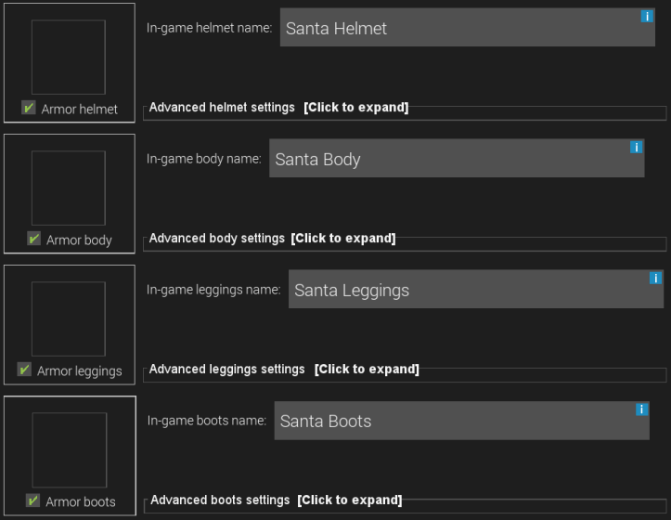 In-game helmet name: Santa Helmet i
Armor helmet
Advanced helmet settings [Click to expand]
In-game body name: Santa Body i
Armor body
Advanced body settings [Click to expand]
In-game leggings name: Santa Leggings i
Armor leggings
Advanced leggings settings [Click to expand]
In-game boots name: Santa Boots i
Armor boots
Advanced boots settings [Click to expand]